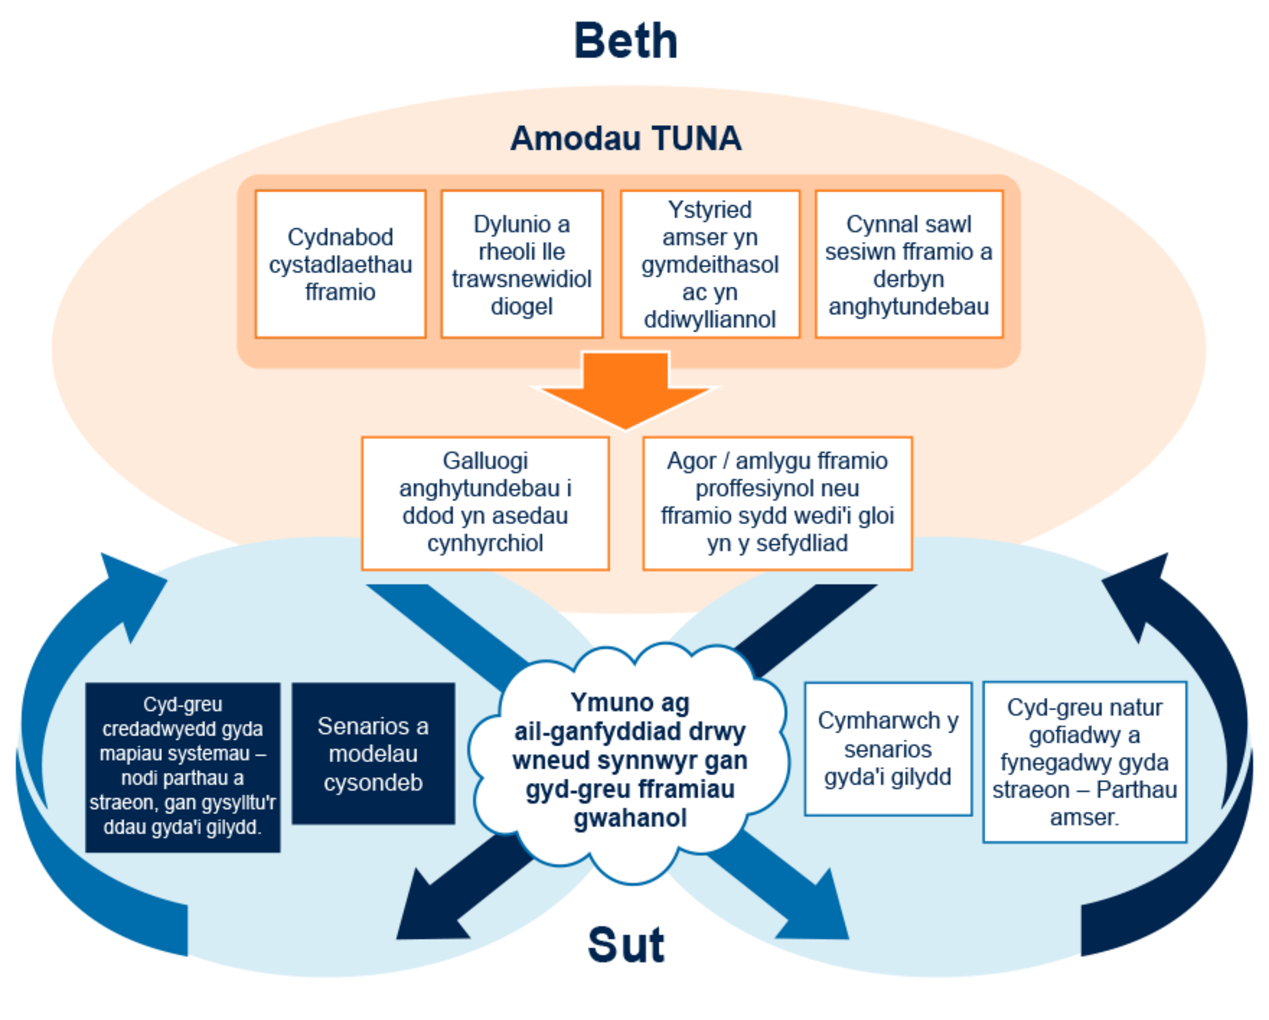 Beth
Amodau TUNA
Cydnabod
cystadlaethau
fframio
Dylunio a
rheoli lle
trawsnewidiol
diogel
Ystyried
amser yn
gymdeithasol
ac yn
ddiwylliannol
Cynnal sawl
sesiwn fframio a
derbyn
anghytundebau
Galluogi
anghytundebau i
ddod yn asedau
cynhyrchiol
Agor / amlygu fframio
proffesiynol neu
fframio sydd wedi'i gloi
yn y sefydliad
Cyd-greu
credadwyedd gyda
mapiau systemau –
nodi parthau a
straeon, gan gysylltu'r
ddau gyda'i gilydd.
Senarios a
modelau
cysondeb
Ymuno ag
ail-ganfyddiad drwy
wneud synnwyr gan
gyd-greu fframiau
gwahanol
Cymharwch y
senarios
gyda'i gilydd
Cyd-greu natur
gofiadwy a
fynegadwy gyda
straeon – Parthau
amser.
Sut